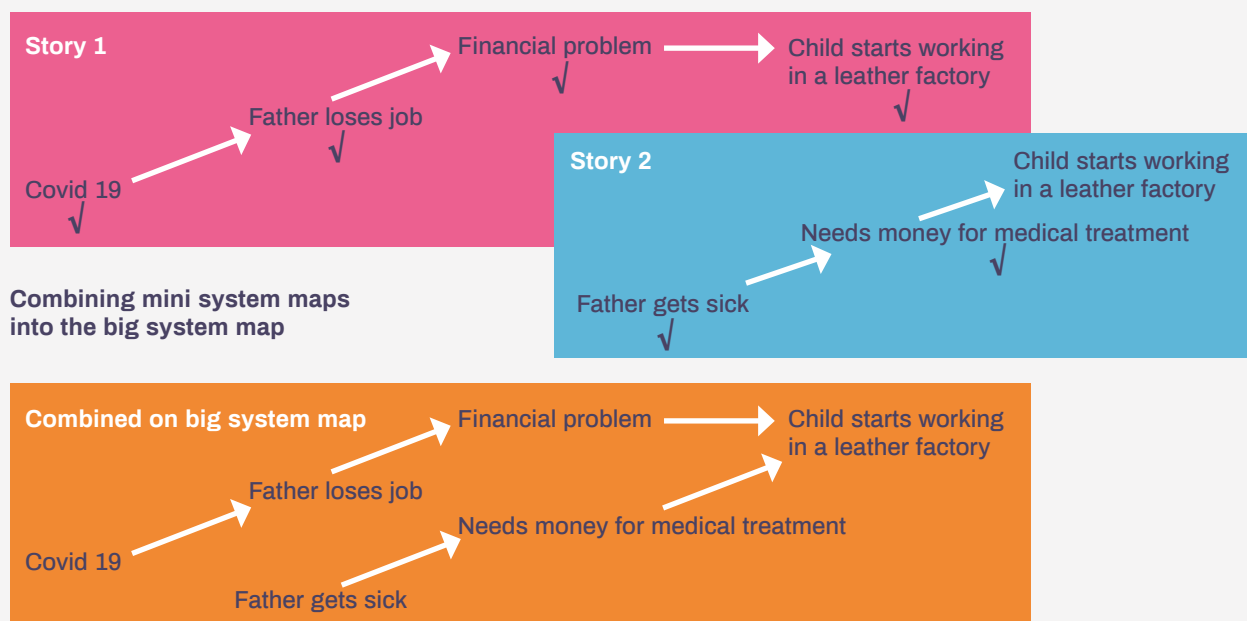 Story 1
Financial problem
√
Child starts working
in a leather factory
√
Father loses job
√
Covid 19
√
Story 2
Child starts working
in a leather factory
Needs money for medical treatment
√
Father gets sick
√
Combining mini system maps
into the big system map
Combined on big system map
Financial problem
Child starts working
in a leather factory
Father loses job
Needs money for medical treatment
Covid 19
Father gets sick